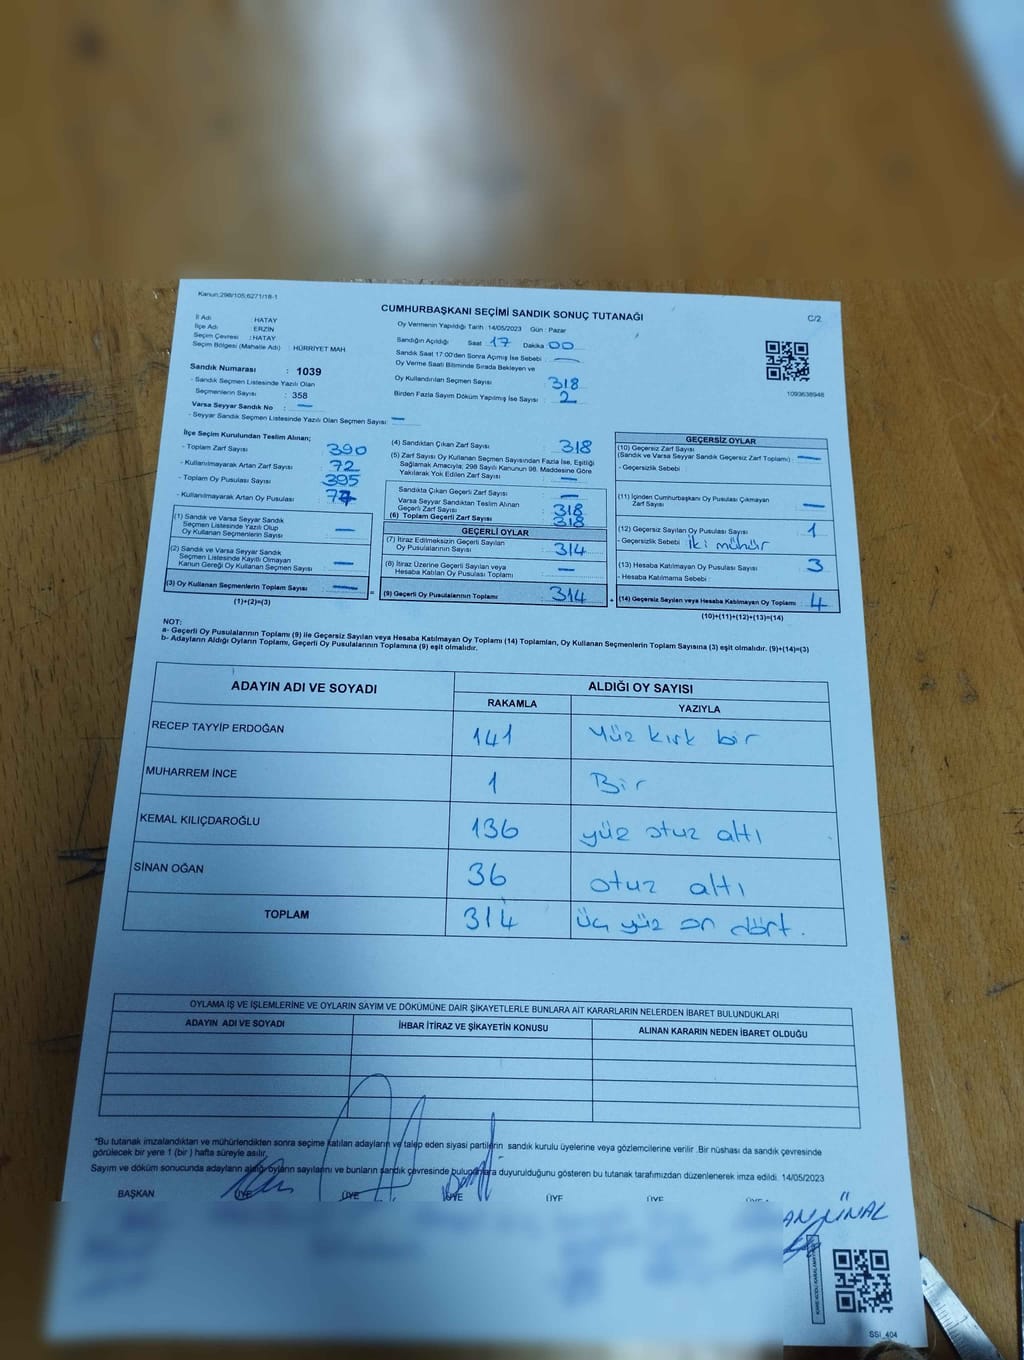 Kanun:298/105;6271/18-1
CUMHURBAŞKANI SEÇİMİ SANDIK SONUÇ TUTANAĞI
C/2
İl Adı HATAY
İlçe Adı ERZİN
Seçim Çevresi : HATAY
Seçim Bölgesi (Mahalle Adı) : HÜRRİYET MAH.
Sandık Numarası : 1039
- Sandık Seçmen Listesinde Yazılı Olan
Seçmenlerin Sayısı : 358
Varsa Seyyar Sandık No : —
- Seyyar Sandık Seçmen Listesinde Yazılı Olan Seçmen Sayısı : —
Oy Vermenin Yapıldığı Tarih : 14/05/2023 Gün : Pazar
Sandığın Açıldığı Saat 17 Dakika 00
Sandık Saat 17:00'den Sonra Açılmış İse Sebebi : —
Oy Verme Saati Bitiminde Sırada Bekleyen ve
Oy Kullandırılan Seçmen Sayısı 318
Birden Fazla Sayım Döküm Yapılmış İse Sayısı : 2
1093638948
İlçe Seçim Kurulundan Teslim Alınan;
- Toplam Zarf Sayısı 390
- Kullanılmayarak Artan Zarf Sayısı 72
- Toplam Oy Pusulası Sayısı 395
- Kullanılmayarak Artan Oy Pusulası 77
(1) Sandık ve Varsa Seyyar Sandık
Seçmen Listesinde Yazılı Olup
Oy Kullanan Seçmenlerin Sayısı —
(2) Sandık ve Varsa Seyyar Sandık
Seçmen Listesinde Kayıtlı Olmayan
Kanun Gereği Oy Kullanan Seçmen Sayısı —
(3) Oy Kullanan Seçmenlerin Toplam Sayısı —
(1)+(2)=(3)
(4) Sandıktan Çıkan Zarf Sayısı 318
(5) Zarf Sayısı Oy Kullanan Seçmen Sayısından Fazla İse, Eşitliği
Sağlamak Amacıyla; 298 Sayılı Kanunun 98. Maddesine Göre
Yakılarak Yok Edilen Zarf Sayısı —
Sandıkta Çıkan Geçerli Zarf Sayısı —
Varsa Seyyar Sandıktan Teslim Alınan
Geçerli Zarf Sayısı 318
(6) Toplam Geçerli Zarf Sayısı 318
GEÇERLİ OYLAR
(7) İtiraz Edilmeksizin Geçerli Sayılan
Oy Pusulalarının Sayısı 314
(8) İtiraz Üzerine Geçerli Sayılan veya
Hesaba Katılan Oy Pusulası Toplamı —
= (9) Geçerli Oy Pusulalarının Toplamı 314 +
GEÇERSİZ OYLAR
(10) Geçersiz Zarf Sayısı
(Sandık ve Varsa Seyyar Sandık Geçersiz Zarf Toplamı) —
- Geçersizlik Sebebi :
(11) İçinden Cumhurbaşkanı Oy Pusulası Çıkmayan
Zarf Sayısı —
(12) Geçersiz Sayılan Oy Pusulası Sayısı 1
- Geçersizlik Sebebi : iki mühür
(13) Hesaba Katılmayan Oy Pusulası Sayısı 3
- Hesaba Katılmama Sebebi :
(14) Geçersiz Sayılan veya Hesaba Katılmayan Oy Toplamı 4
(10)+(11)+(12)+(13)=(14)
NOT:
a- Geçerli Oy Pusulalarının Toplamı (9) ile Geçersiz Sayılan veya Hesaba Katılmayan Oy Toplamı (14) Toplamları, Oy Kullanan Seçmenlerin Toplam Sayısına (3) eşit olmalıdır. (9)+(14)=(3)
b- Adayların Aldığı Oyların Toplamı, Geçerli Oy Pusulalarının Toplamına (9) eşit olmalıdır.
ADAYIN ADI VE SOYADI ALDIĞI OY SAYISI
RAKAMLA YAZIYLA
RECEP TAYYİP ERDOĞAN 141 Yüz kırk bir
MUHARREM İNCE 1 Bir
KEMAL KILIÇDAROĞLU 136 yüz otuz altı
SİNAN OĞAN 36 otuz altı
TOPLAM 314 üç yüz on dört.
OYLAMA İŞ VE İŞLEMLERİNE VE OYLARIN SAYIM VE DÖKÜMÜNE DAİR ŞİKAYETLERLE BUNLARA AİT KARARLARIN NELERDEN İBARET BULUNDUKLARI
ADAYIN ADI VE SOYADI İHBAR İTİRAZ VE ŞİKAYETİN KONUSU ALINAN KARARIN NEDEN İBARET OLDUĞU
*Bu tutanak imzalandıktan ve mühürlendikten sonra seçime katılan adayların ve talep eden siyasi partilerin sandık kurulu üyelerine veya gözlemcilerine verilir. Bir nüshası da sandık çevresinde
görülecek bir yere 1 (bir) hafta süreyle asılır.
Sayım ve döküm sonucunda adayların aldığı oyların sayılarını ve bunların sandık çevresinde bulunanlara duyurulduğunu gösteren bu tutanak tarafımızdan düzenlenerek imza edildi. 14/05/2023
BAŞKAN ÜYE ÜYE ÜYE ÜYE ÜYE ÜYE
ÜNAL
SSI_404